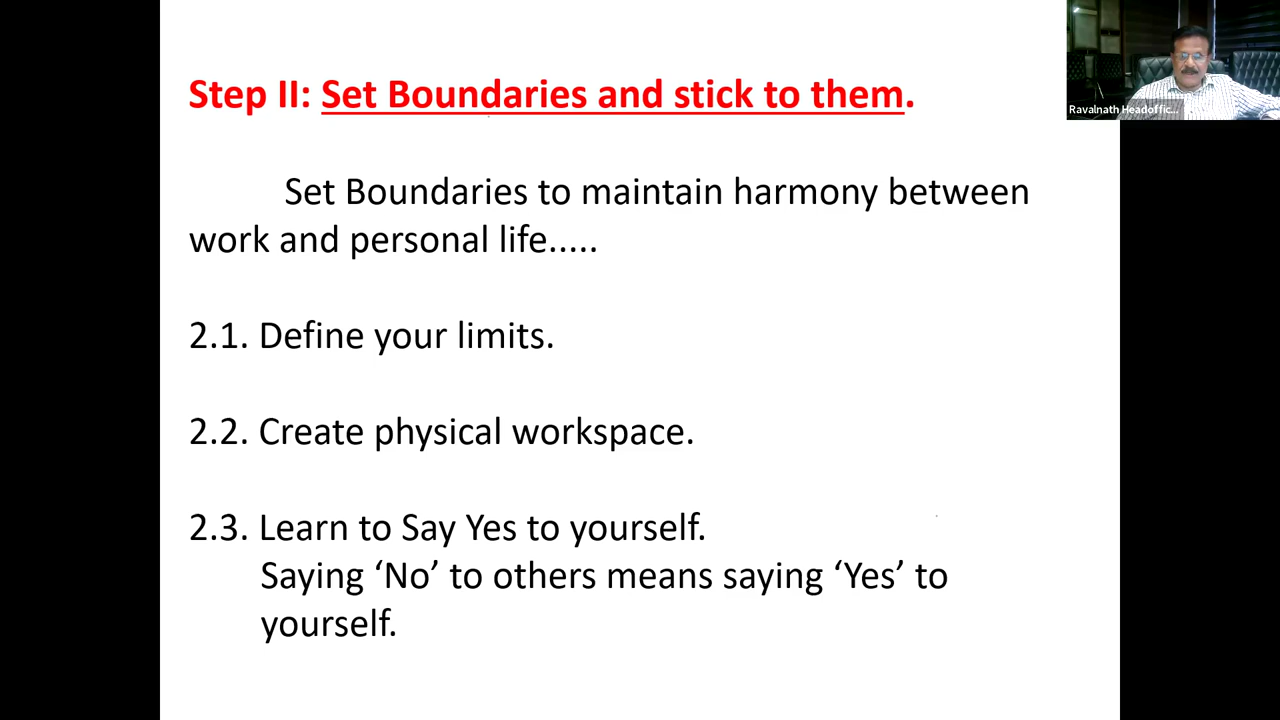 Step II: Set Boundaries and stick to them.
Ravalnath Headoffic...
Set Boundaries to maintain harmony between
work and personal life.....
2.1. Define your limits.
2.2. Create physical workspace.
2.3. Learn to Say Yes to yourself.
Saying ‘No’ to others means saying ‘Yes’ to
yourself.